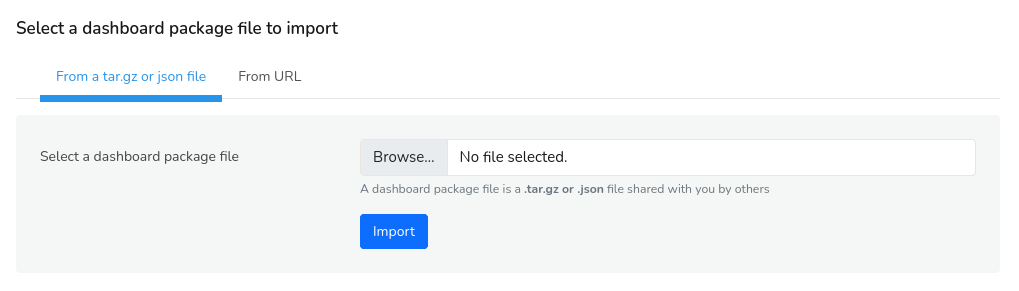 Select a dashboard package file to import
From a tar.gz or json file From URL
Select a dashboard package file Browse... No file selected.
A dashboard package file is a .tar.gz or .json file shared with you by others
Import